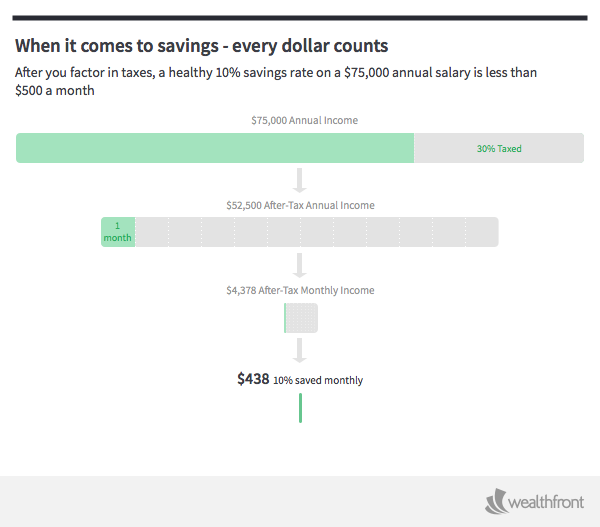 When it comes to savings - every dollar counts
After you factor in taxes, a healthy 10% savings rate on a $75,000 annual salary is less than
$500 a month
$75,000 Annual Income
30% Taxed
$52,500 After-Tax Annual Income
1
month
$4,378 After-Tax Monthly Income
$438 10% saved monthly
wealthfront